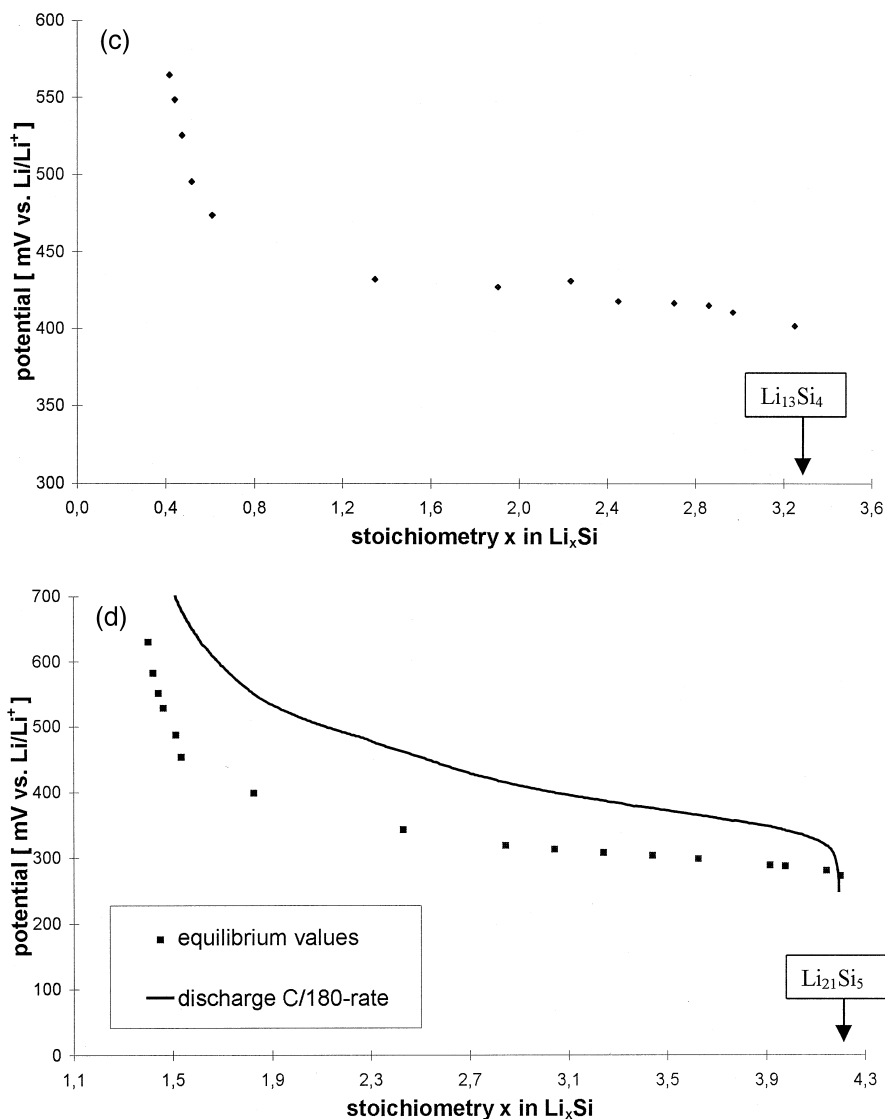 (c)
potential [ mV vs. Li/Li⁺ ]
600
550
500
450
400
350
300
Li₁₃Si₄
0,0 0,4 0,8 1,2 1,6 2,0 2,4 2,8 3,2 3,6
stoichiometry x in LiₓSi
(d)
potential [ mV vs. Li/Li⁺ ]
700
600
500
400
300
200
100
0
equilibrium values
discharge C/180-rate
Li₂₁Si₅
1,1 1,5 1,9 2,3 2,7 3,1 3,5 3,9 4,3
stoichiometry x in LiₓSi